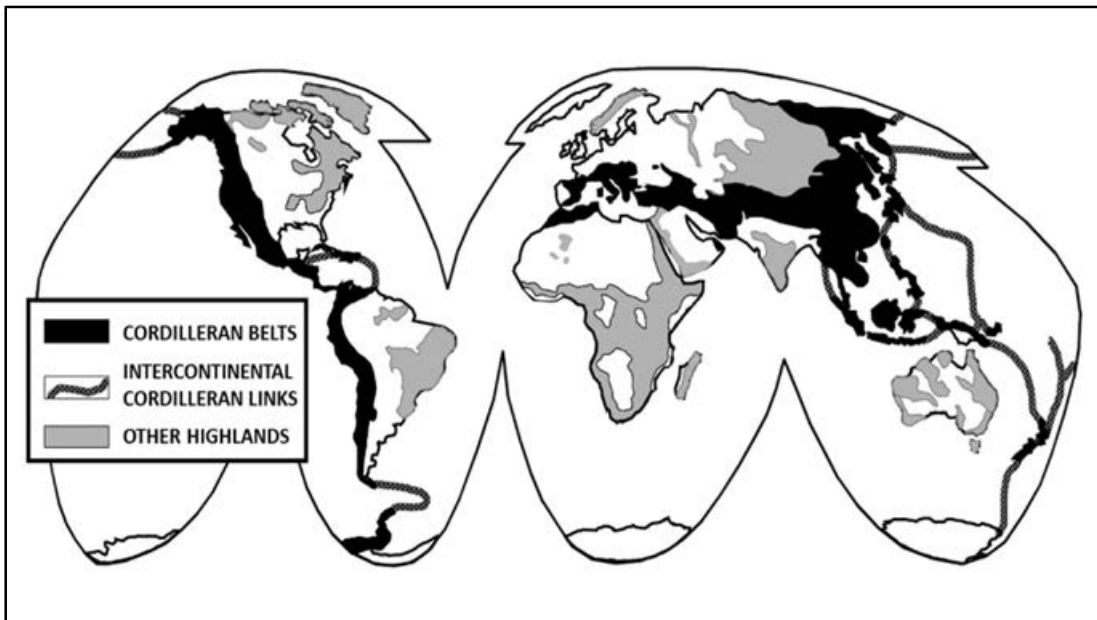 CORDILLERAN BELTS
INTERCONTINENTAL
CORDILLERAN LINKS
OTHER HIGHLANDS